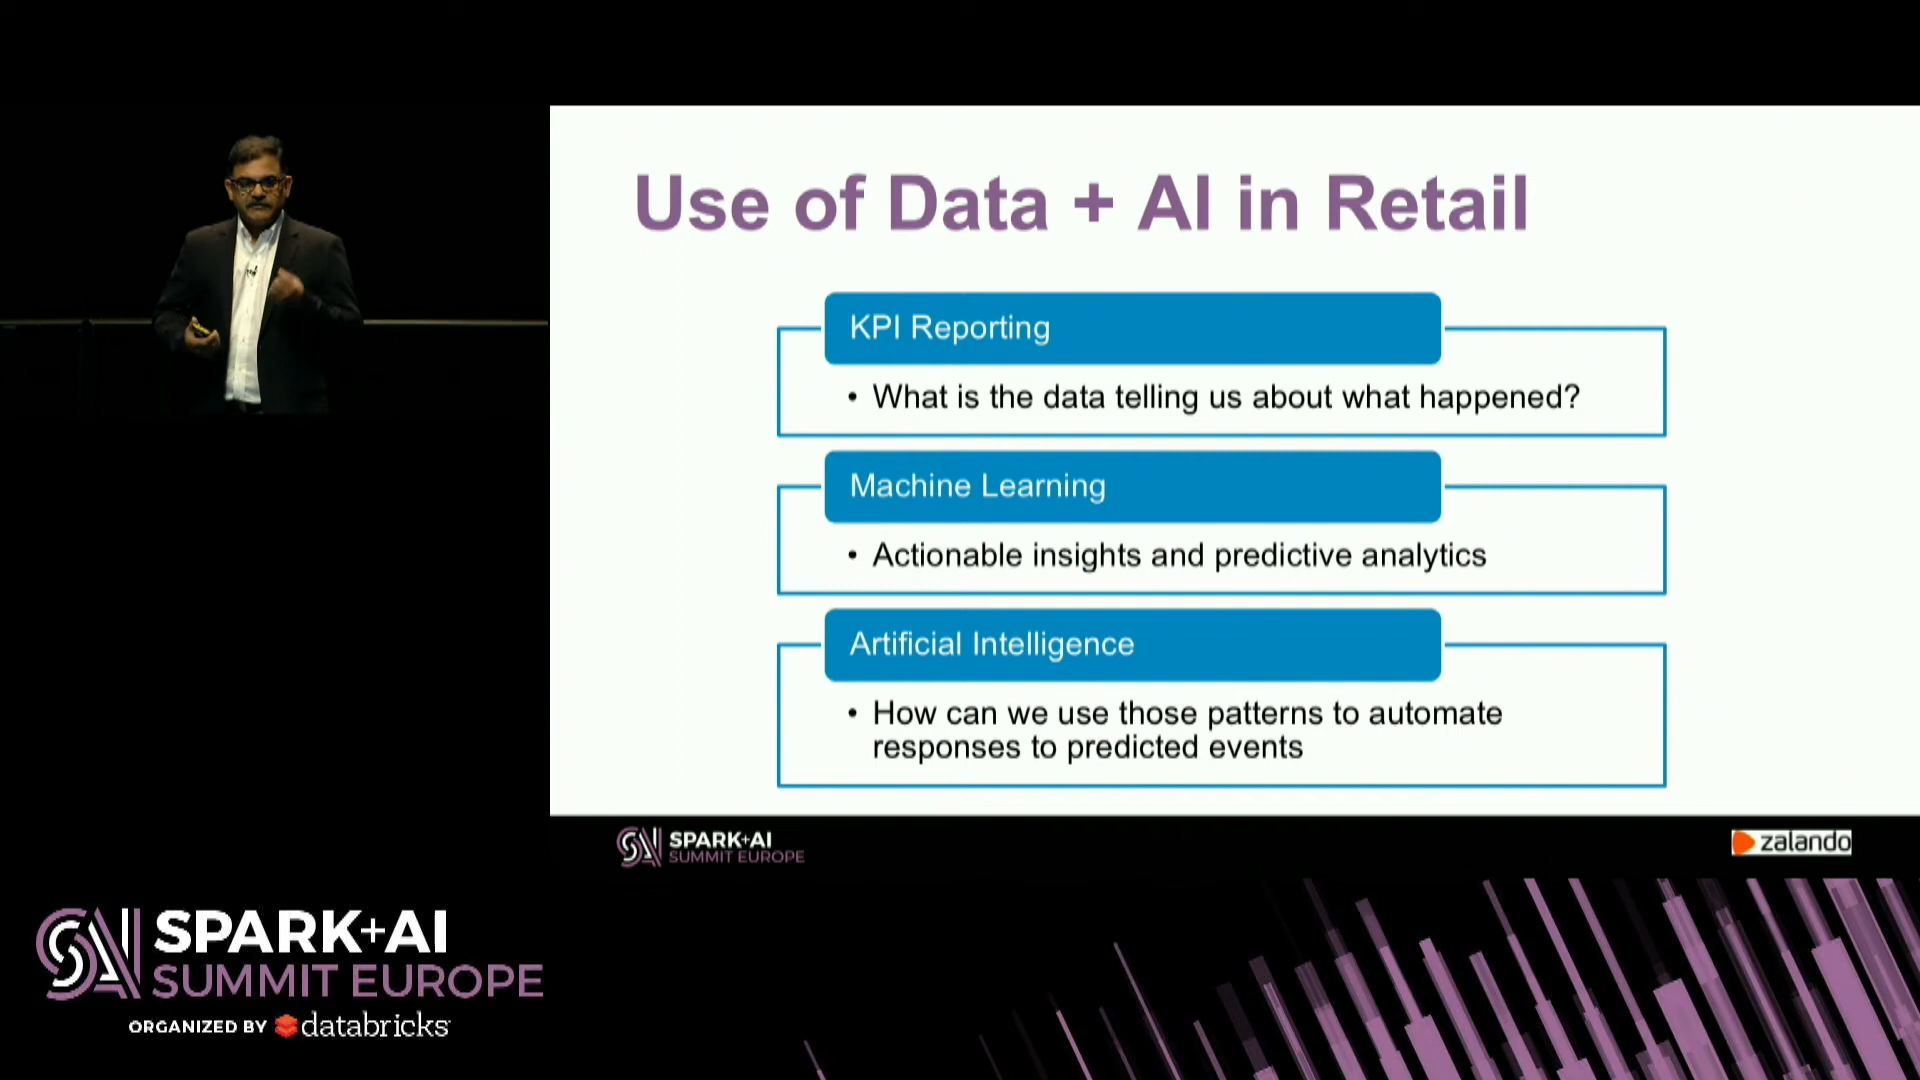 Use of Data + AI in Retail
KPI Reporting
• What is the data telling us about what happened?
Machine Learning
• Actionable insights and predictive analytics
Artificial Intelligence
• How can we use those patterns to automate
responses to predicted events
SPARK+AI
SUMMIT EUROPE
zalando
SPARK+AI
SUMMIT EUROPE
ORGANIZED BY databricks